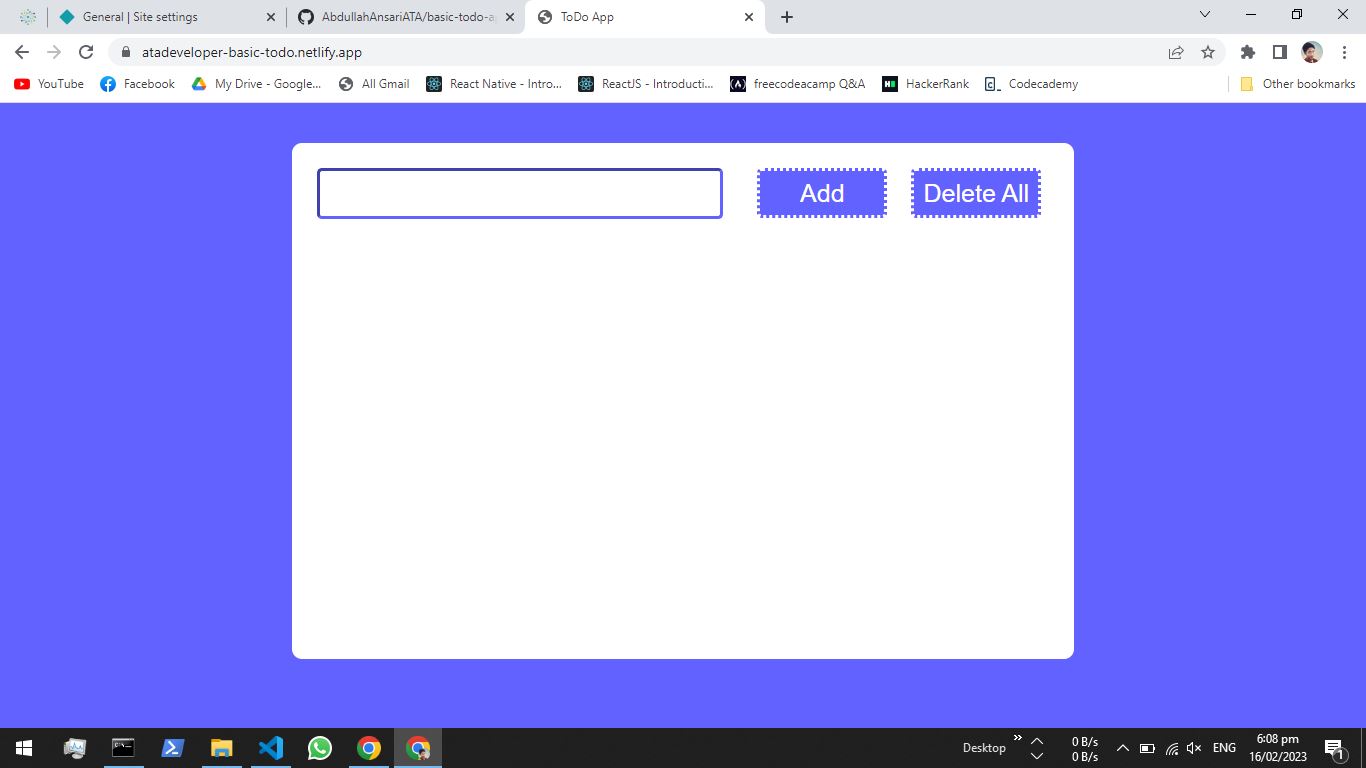 General | Site settings
AbdullahAnsariATA/basic-todo-a
ToDo App
atadeveloper-basic-todo.netlify.app
YouTube
Facebook
My Drive - Google...
All Gmail
React Native - Intro...
ReactJS - Introducti...
freecodeacamp Q&A
HackerRank
Codecademy
Other bookmarks
Add
Delete All
Desktop
0 B/s
0 B/s
ENG
6:08 pm
16/02/2023
1